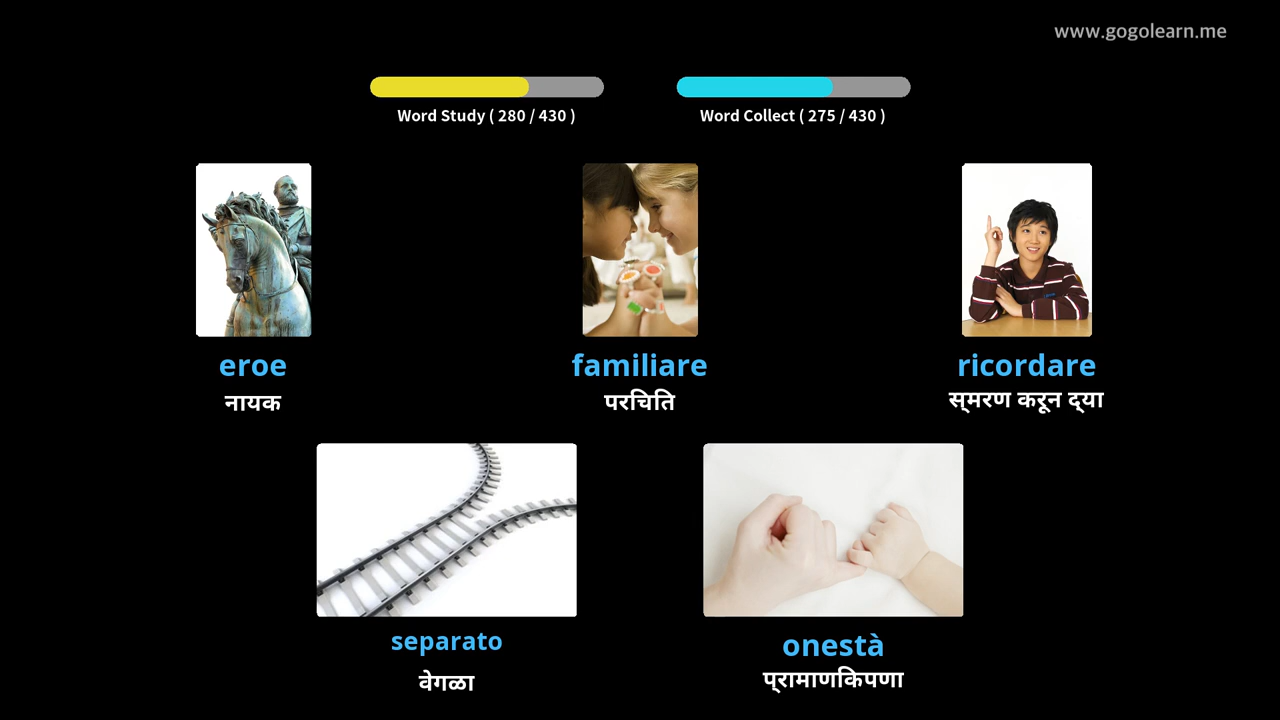 www.gogolearn.me
Word Study ( 280 / 430 )
Word Collect ( 275 / 430 )
eroe
familiare
ricordare
नायक
परिचिति
स्मरण करून द्या
separato
onestà
वेगळा
प्रामाणिकपणा